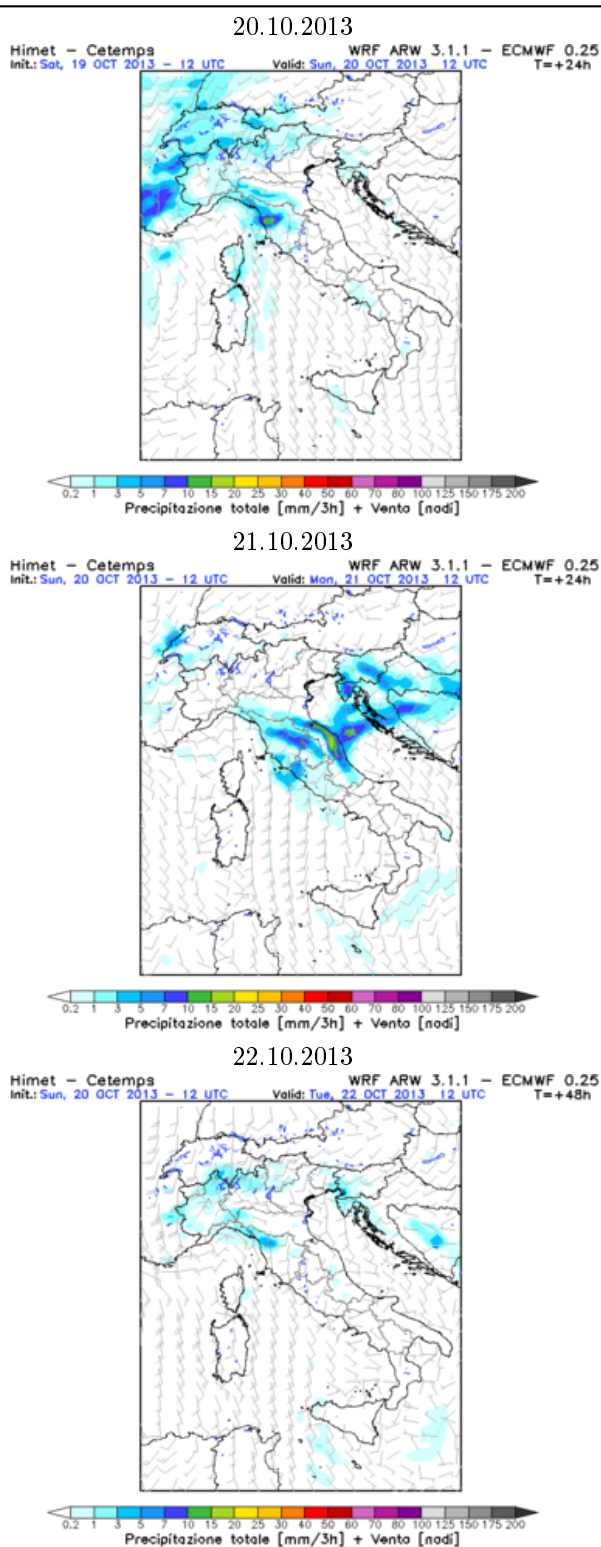 20.10.2013
Himet - Cetemps WRF ARW 3.1.1 - ECMWF 0.25
Init.: Sat, 19 OCT 2013 - 12 UTC Valid: Sun, 20 OCT 2013 12 UTC T=+24h
0.2 1 3 5 7 10 15 20 25 30 40 50 60 70 80 100 125 150 175 200
Precipitazione totale [mm/3h] + Vento [nodi]
21.10.2013
Himet - Cetemps WRF ARW 3.1.1 - ECMWF 0.25
Init.: Sun, 20 OCT 2013 - 12 UTC Valid: Mon, 21 OCT 2013 12 UTC T=+24h
0.2 1 3 5 7 10 15 20 25 30 40 50 60 70 80 100 125 150 175 200
Precipitazione totale [mm/3h] + Vento [nodi]
22.10.2013
Himet - Cetemps WRF ARW 3.1.1 - ECMWF 0.25
Init.: Sun, 20 OCT 2013 - 12 UTC Valid: Tue, 22 OCT 2013 12 UTC T=+48h
0.2 1 3 5 7 10 15 20 25 30 40 50 60 70 80 100 125 150 175 200
Precipitazione totale [mm/3h] + Vento [nodi]